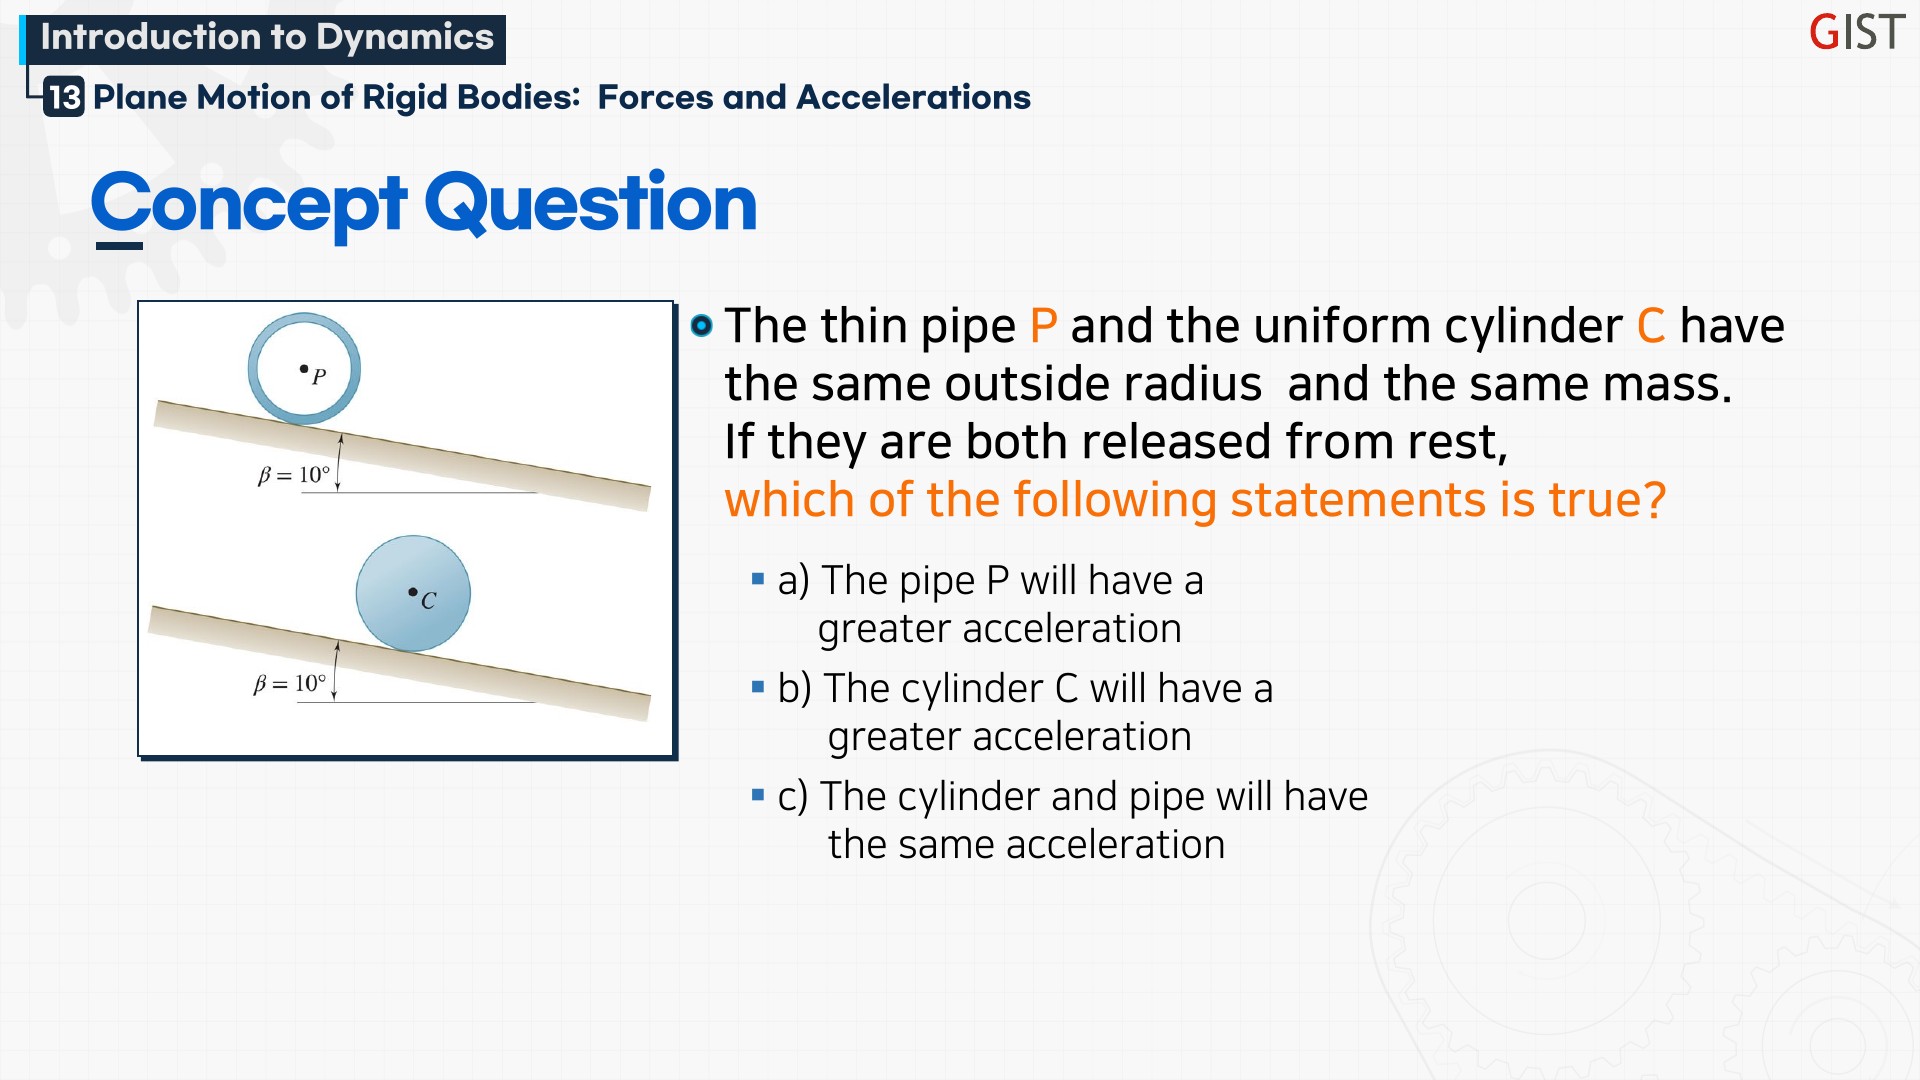 Introduction to Dynamics
GIST
13 Plane Motion of Rigid Bodies: Forces and Accelerations
Concept Question
P
β = 10°
C
β = 10°
The thin pipe P and the uniform cylinder C have
the same outside radius and the same mass.
If they are both released from rest,
which of the following statements is true?
a) The pipe P will have a
greater acceleration
b) The cylinder C will have a
greater acceleration
c) The cylinder and pipe will have
the same acceleration